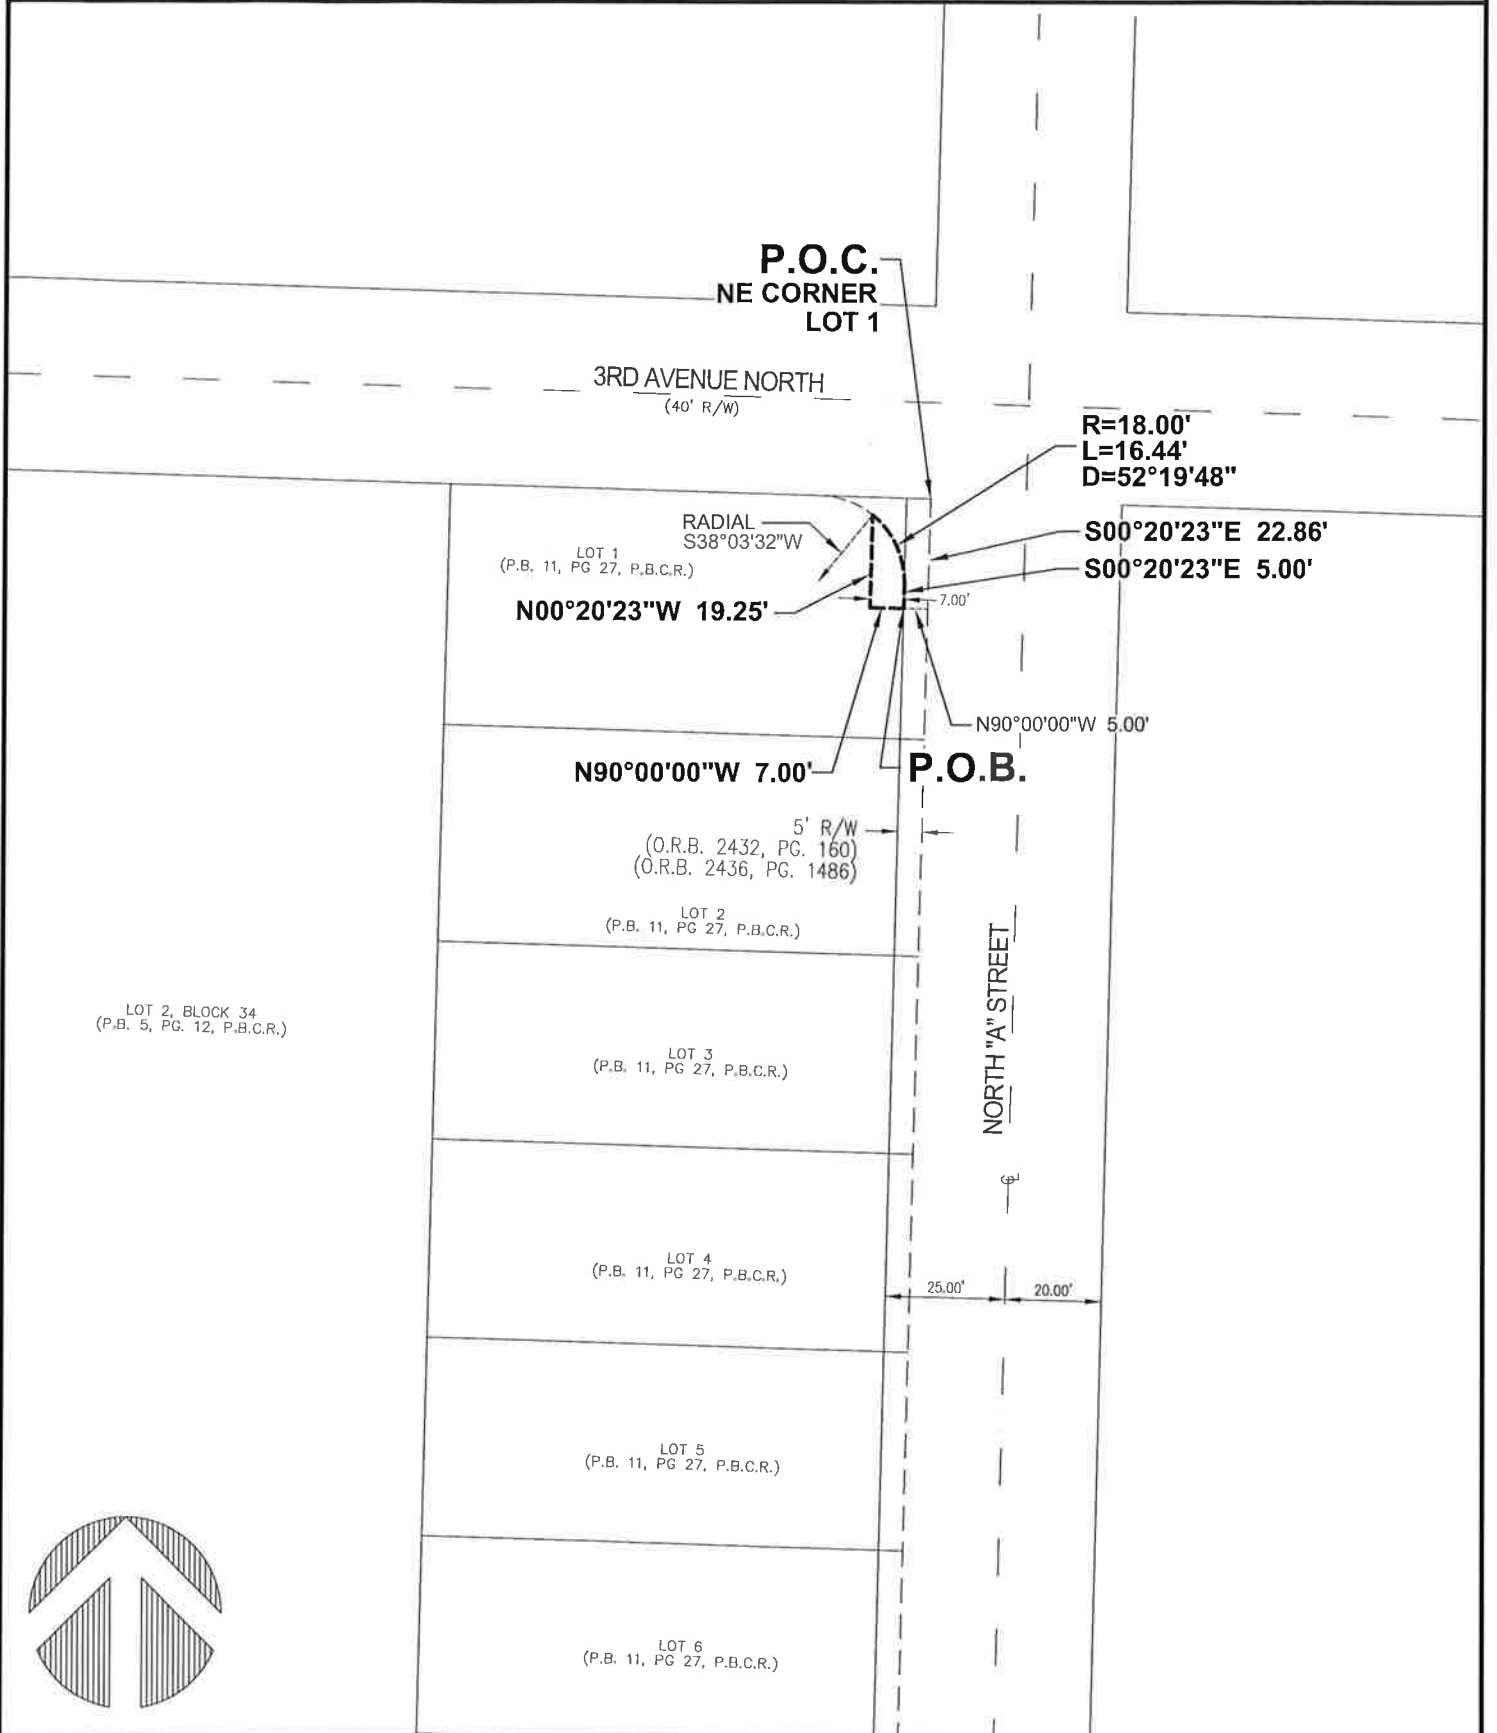 P.O.C.
NE CORNER
LOT 1
3RD AVENUE NORTH
(40' R/W)
R=18.00'
L=16.44'
D=52°19'48"
RADIAL
S38°03'32"W
LOT 1
(P.B. 11, PG 27, P.B.C.R.)
S00°20'23"E 22.86'
S00°20'23"E 5.00'
N00°20'23"W 19.25'
7.00'
N90°00'00"W 5.00'
N90°00'00"W 7.00'
P.O.B.
5' R/W
(O.R.B. 2432, PG. 160)
(O.R.B. 2436, PG. 1486)
LOT 2
(P.B. 11, PG 27, P.B.C.R.)
NORTH "A" STREET
LOT 2, BLOCK 34
(P.B. 5, PG. 12, P.B.C.R.)
LOT 3
(P.B. 11, PG 27, P.B.C.R.)
LOT 4
(P.B. 11, PG 27, P.B.C.R.)
25.00'
20.00'
LOT 5
(P.B. 11, PG 27, P.B.C.R.)
LOT 6
(P.B. 11, PG 27, P.B.C.R.)